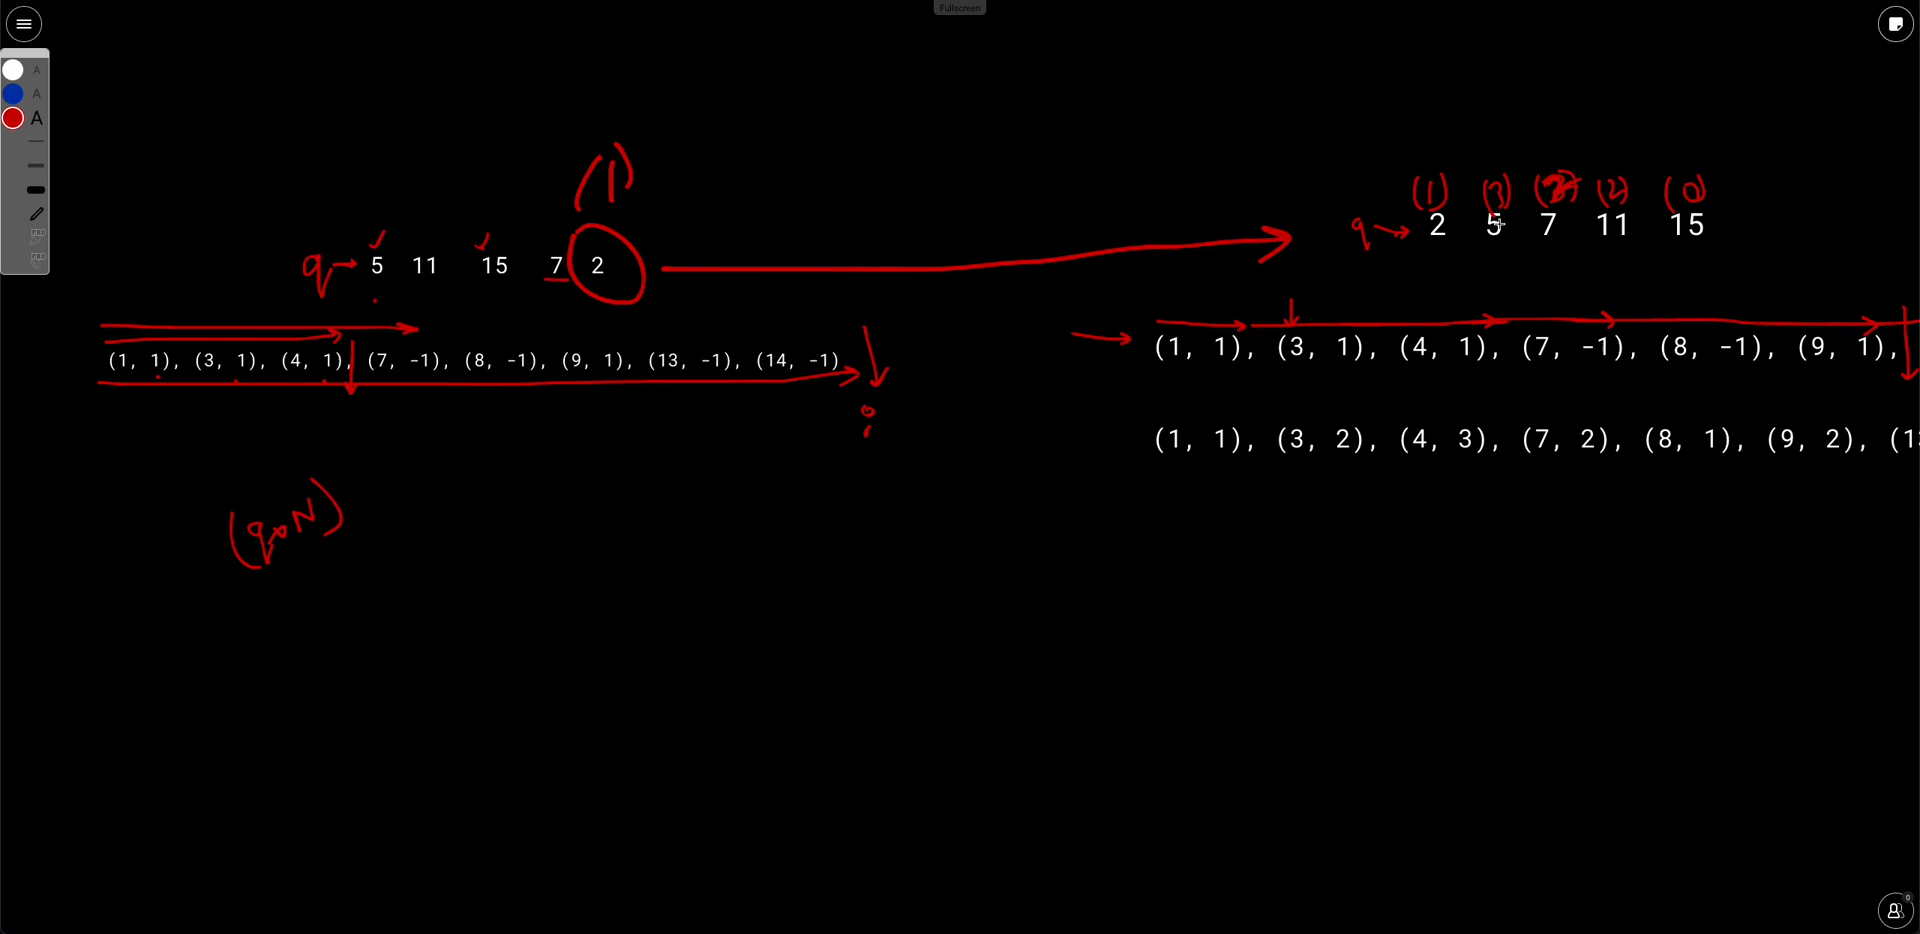 Fullscreen
A
A
A
PRO
PRO
(1)
q → 5 11 15 7 2
(1, 1), (3, 1), (4, 1), (7, -1), (8, -1), (9, 1), (13, -1), (14, -1)
(q*N)
(1) (3) (2) (0)
q → 2 5 7 11 15
(1, 1), (3, 1), (4, 1), (7, -1), (8, -1), (9, 1),
(1, 1), (3, 2), (4, 3), (7, 2), (8, 1), (9, 2), (1
0